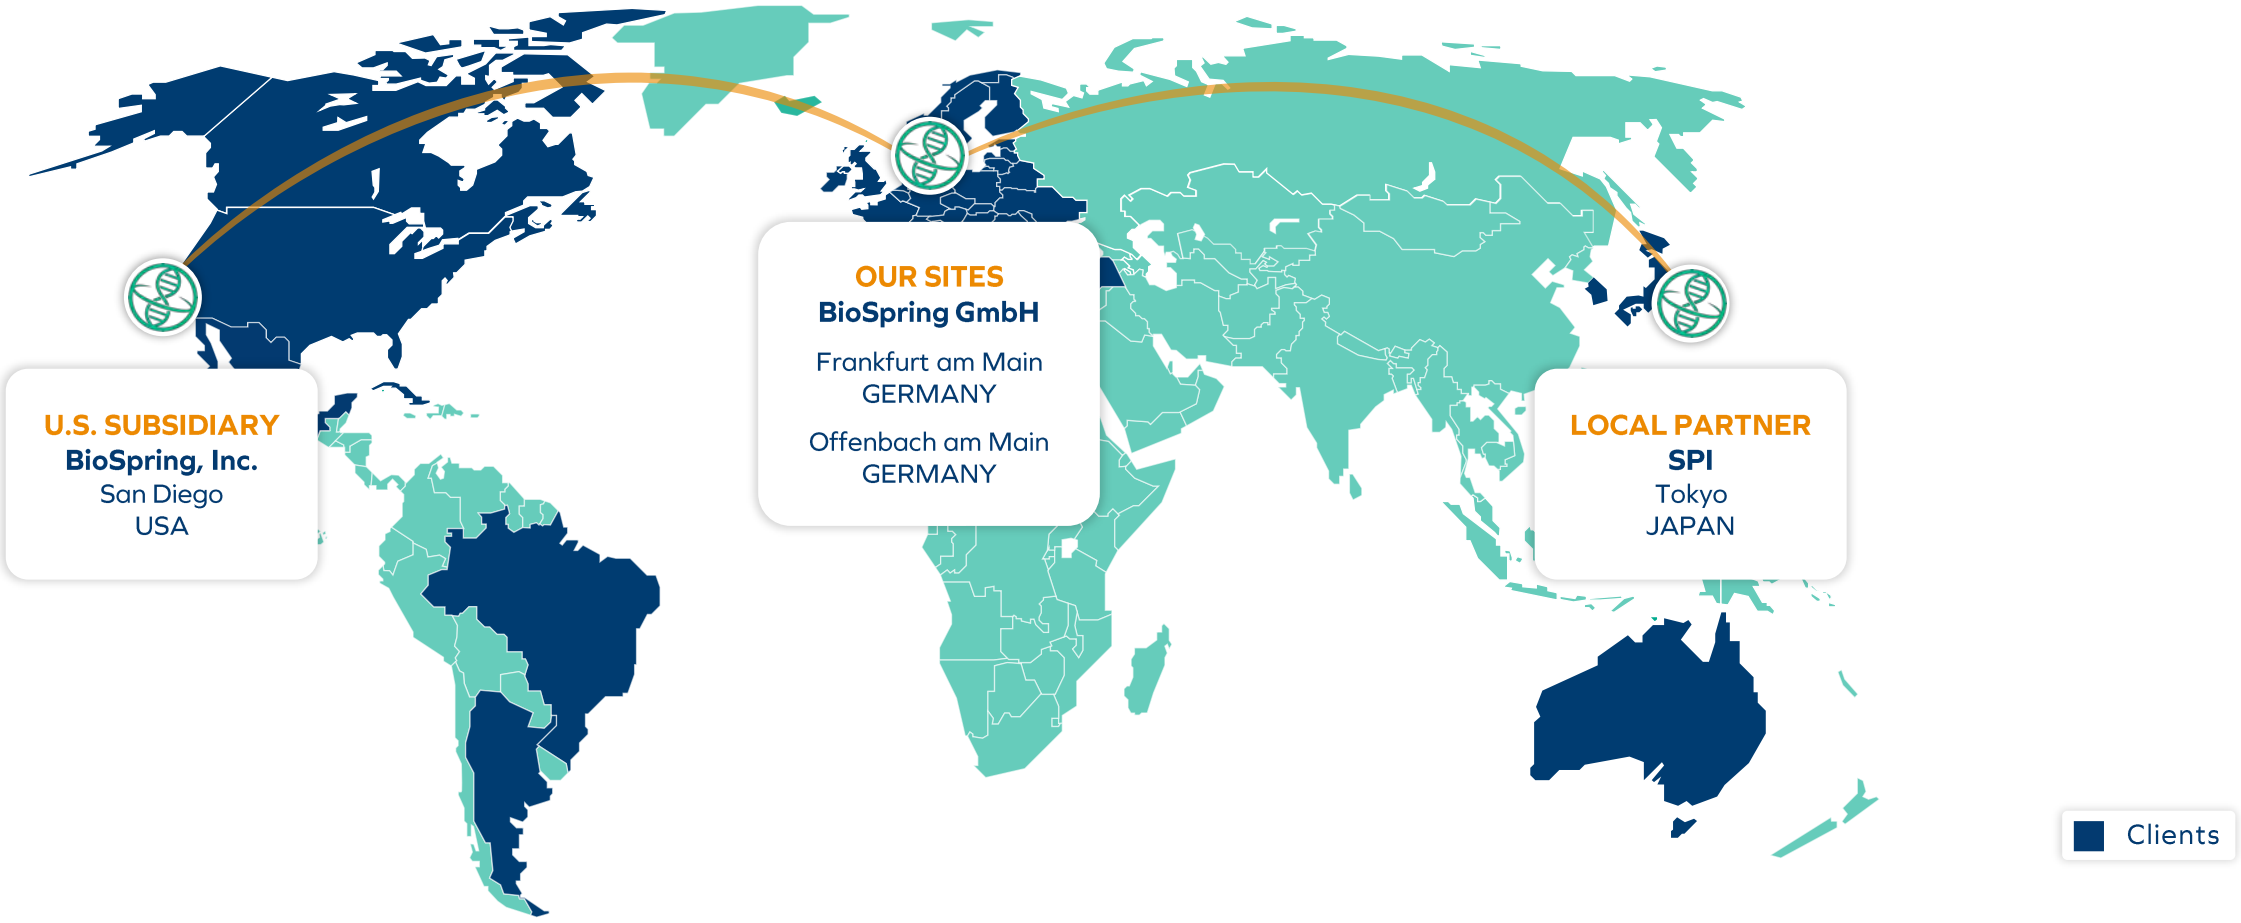 OUR SITES
BioSpring GmbH
Frankfurt am Main
GERMANY
Offenbach am Main
GERMANY
U.S. SUBSIDIARY
BioSpring, Inc.
San Diego
USA
LOCAL PARTNER
SPI
Tokyo
JAPAN
Clients